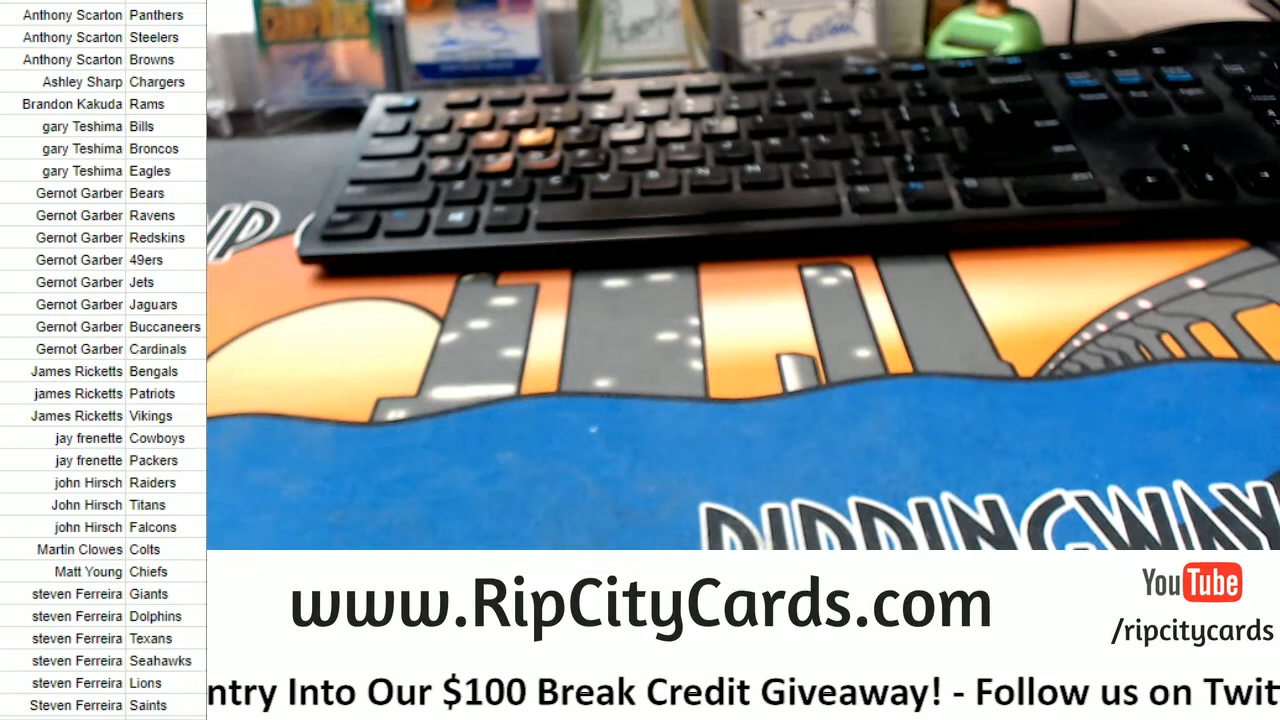 Anthony Scarton Panthers
Anthony Scarton Steelers
Anthony Scarton Browns
Ashley Sharp Chargers
Brandon Kakuda Rams
gary Teshima Bills
gary Teshima Broncos
gary Teshima Eagles
Gernot Garber Bears
Gernot Garber Ravens
Gernot Garber Redskins
Gernot Garber 49ers
Gernot Garber Jets
Gernot Garber Jaguars
Gernot Garber Buccaneers
Gernot Garber Cardinals
James Ricketts Bengals
james Ricketts Patriots
James Ricketts Vikings
jay frenette Cowboys
jay frenette Packers
john Hirsch Raiders
John Hirsch Titans
john Hirsch Falcons
Martin Clowes Colts
Matt Young Chiefs
steven Ferreira Giants
steven Ferreira Dolphins
steven Ferreira Texans
steven Ferreira Seahawks
steven Ferreira Lions
Steven Ferreira Saints
RIPPINGWAX
www.RipCityCards.com
YouTube
/ripcitycards
ntry Into Our $100 Break Credit Giveaway! - Follow us on Twit